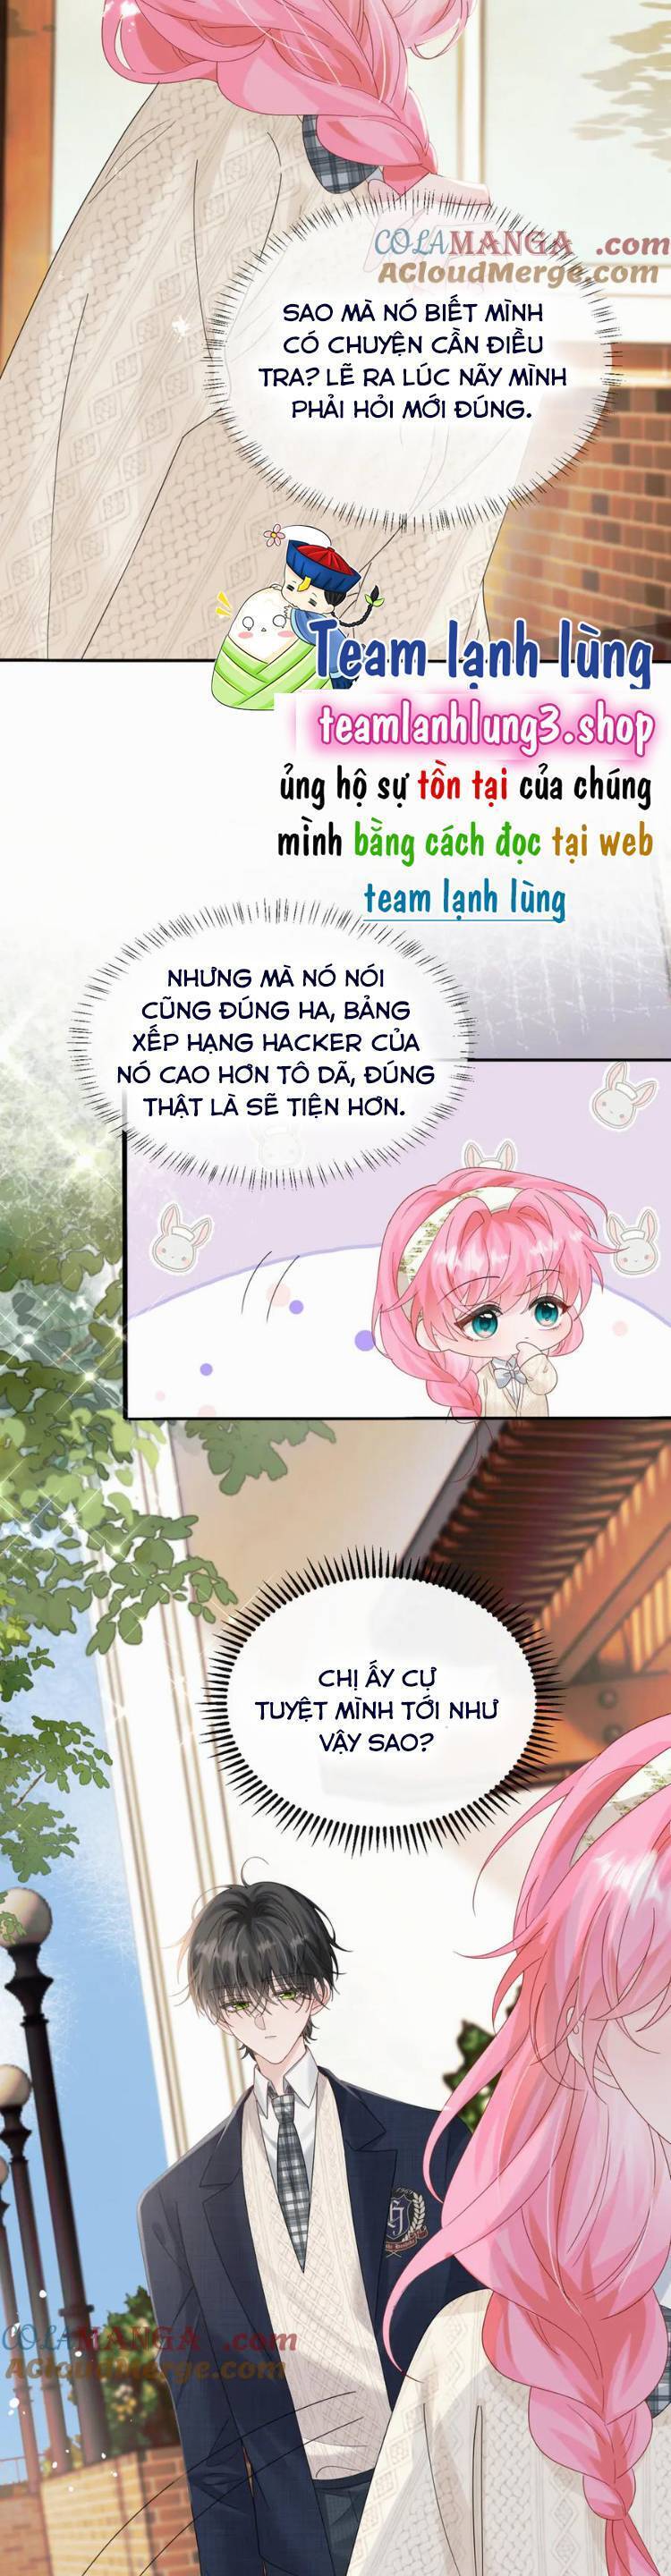 COLAMANGA.com
ACloudMerge.com
SAO MÀ NÓ BIẾT MÌNH
CÓ CHUYỆN CẦN ĐIỀU
TRA? LẼ RA LÚC NÃY MÌNH
PHẢI HỎI MỚI ĐÚNG.
Team lạnh lùng
teamlanhlung3.shop
ủng hộ sự tồn tại của chúng
mình bằng cách đọc tại web
team lạnh lùng
NHƯNG MÀ NÓ NÓI
CŨNG ĐÚNG HA, BẢNG
XẾP HẠNG HACKER CỦA
NÓ CAO HƠN TÔ DÃ, ĐÚNG
THẬT LÀ SẼ TIỆN HƠN.
CHỊ ẤY CỰ
TUYỆT MÌNH TỚI NHƯ
VẬY SAO?
COLAMANGA.com
ACloudMerge.com